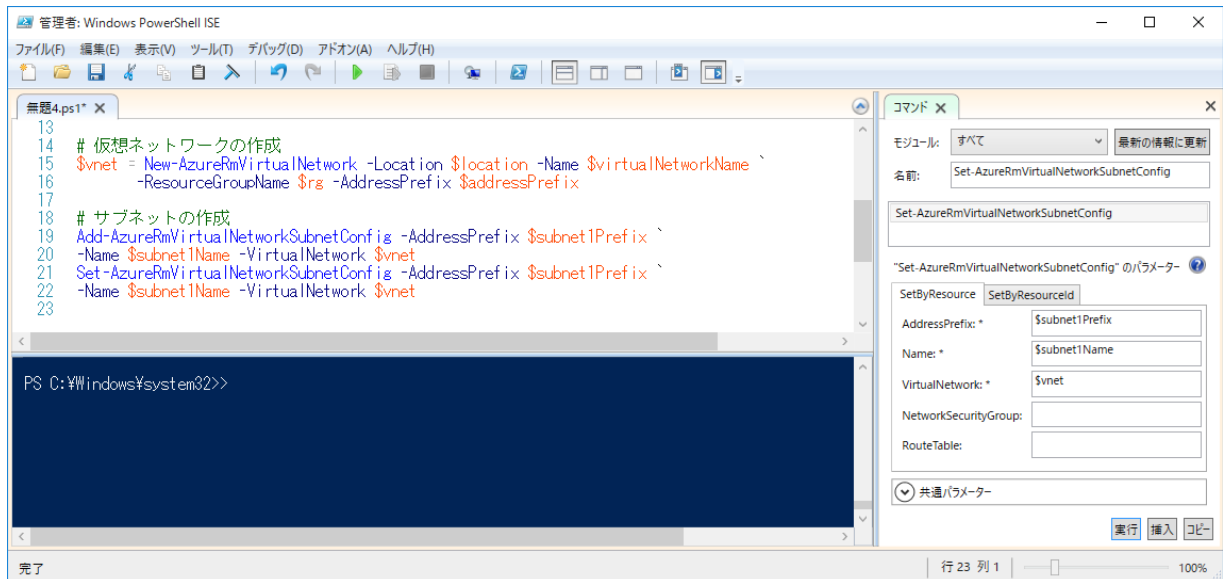 管理者: Windows PowerShell ISE
ファイル(F) 編集(E) 表示(V) ツール(T) デバッグ(D) アドオン(A) ヘルプ(H)
無題4.ps1* X
13
14 # 仮想ネットワークの作成
15 $vnet = New-AzureRmVirtualNetwork -Location $location -Name $virtualNetworkName `
16 -ResourceGroupName $rg -AddressPrefix $addressPrefix
17
18 # サブネットの作成
19 Add-AzureRmVirtualNetworkSubnetConfig -AddressPrefix $subnet1Prefix `
20 -Name $subnet1Name -VirtualNetwork $vnet
21 Set-AzureRmVirtualNetworkSubnetConfig -AddressPrefix $subnet1Prefix `
22 -Name $subnet1Name -VirtualNetwork $vnet
23
PS C:¥Windows¥system32>>
コマンド X
モジュール: すべて 最新の情報に更新
名前: Set-AzureRmVirtualNetworkSubnetConfig
Set-AzureRmVirtualNetworkSubnetConfig
"Set-AzureRmVirtualNetworkSubnetConfig" のパラメーター
SetByResource SetByResourceId
AddressPrefix: * $subnet1Prefix
Name: * $subnet1Name
VirtualNetwork: * $vnet
NetworkSecurityGroup:
RouteTable:
共通パラメーター
実行 挿入 コピー
完了 行 23 列 1 100%